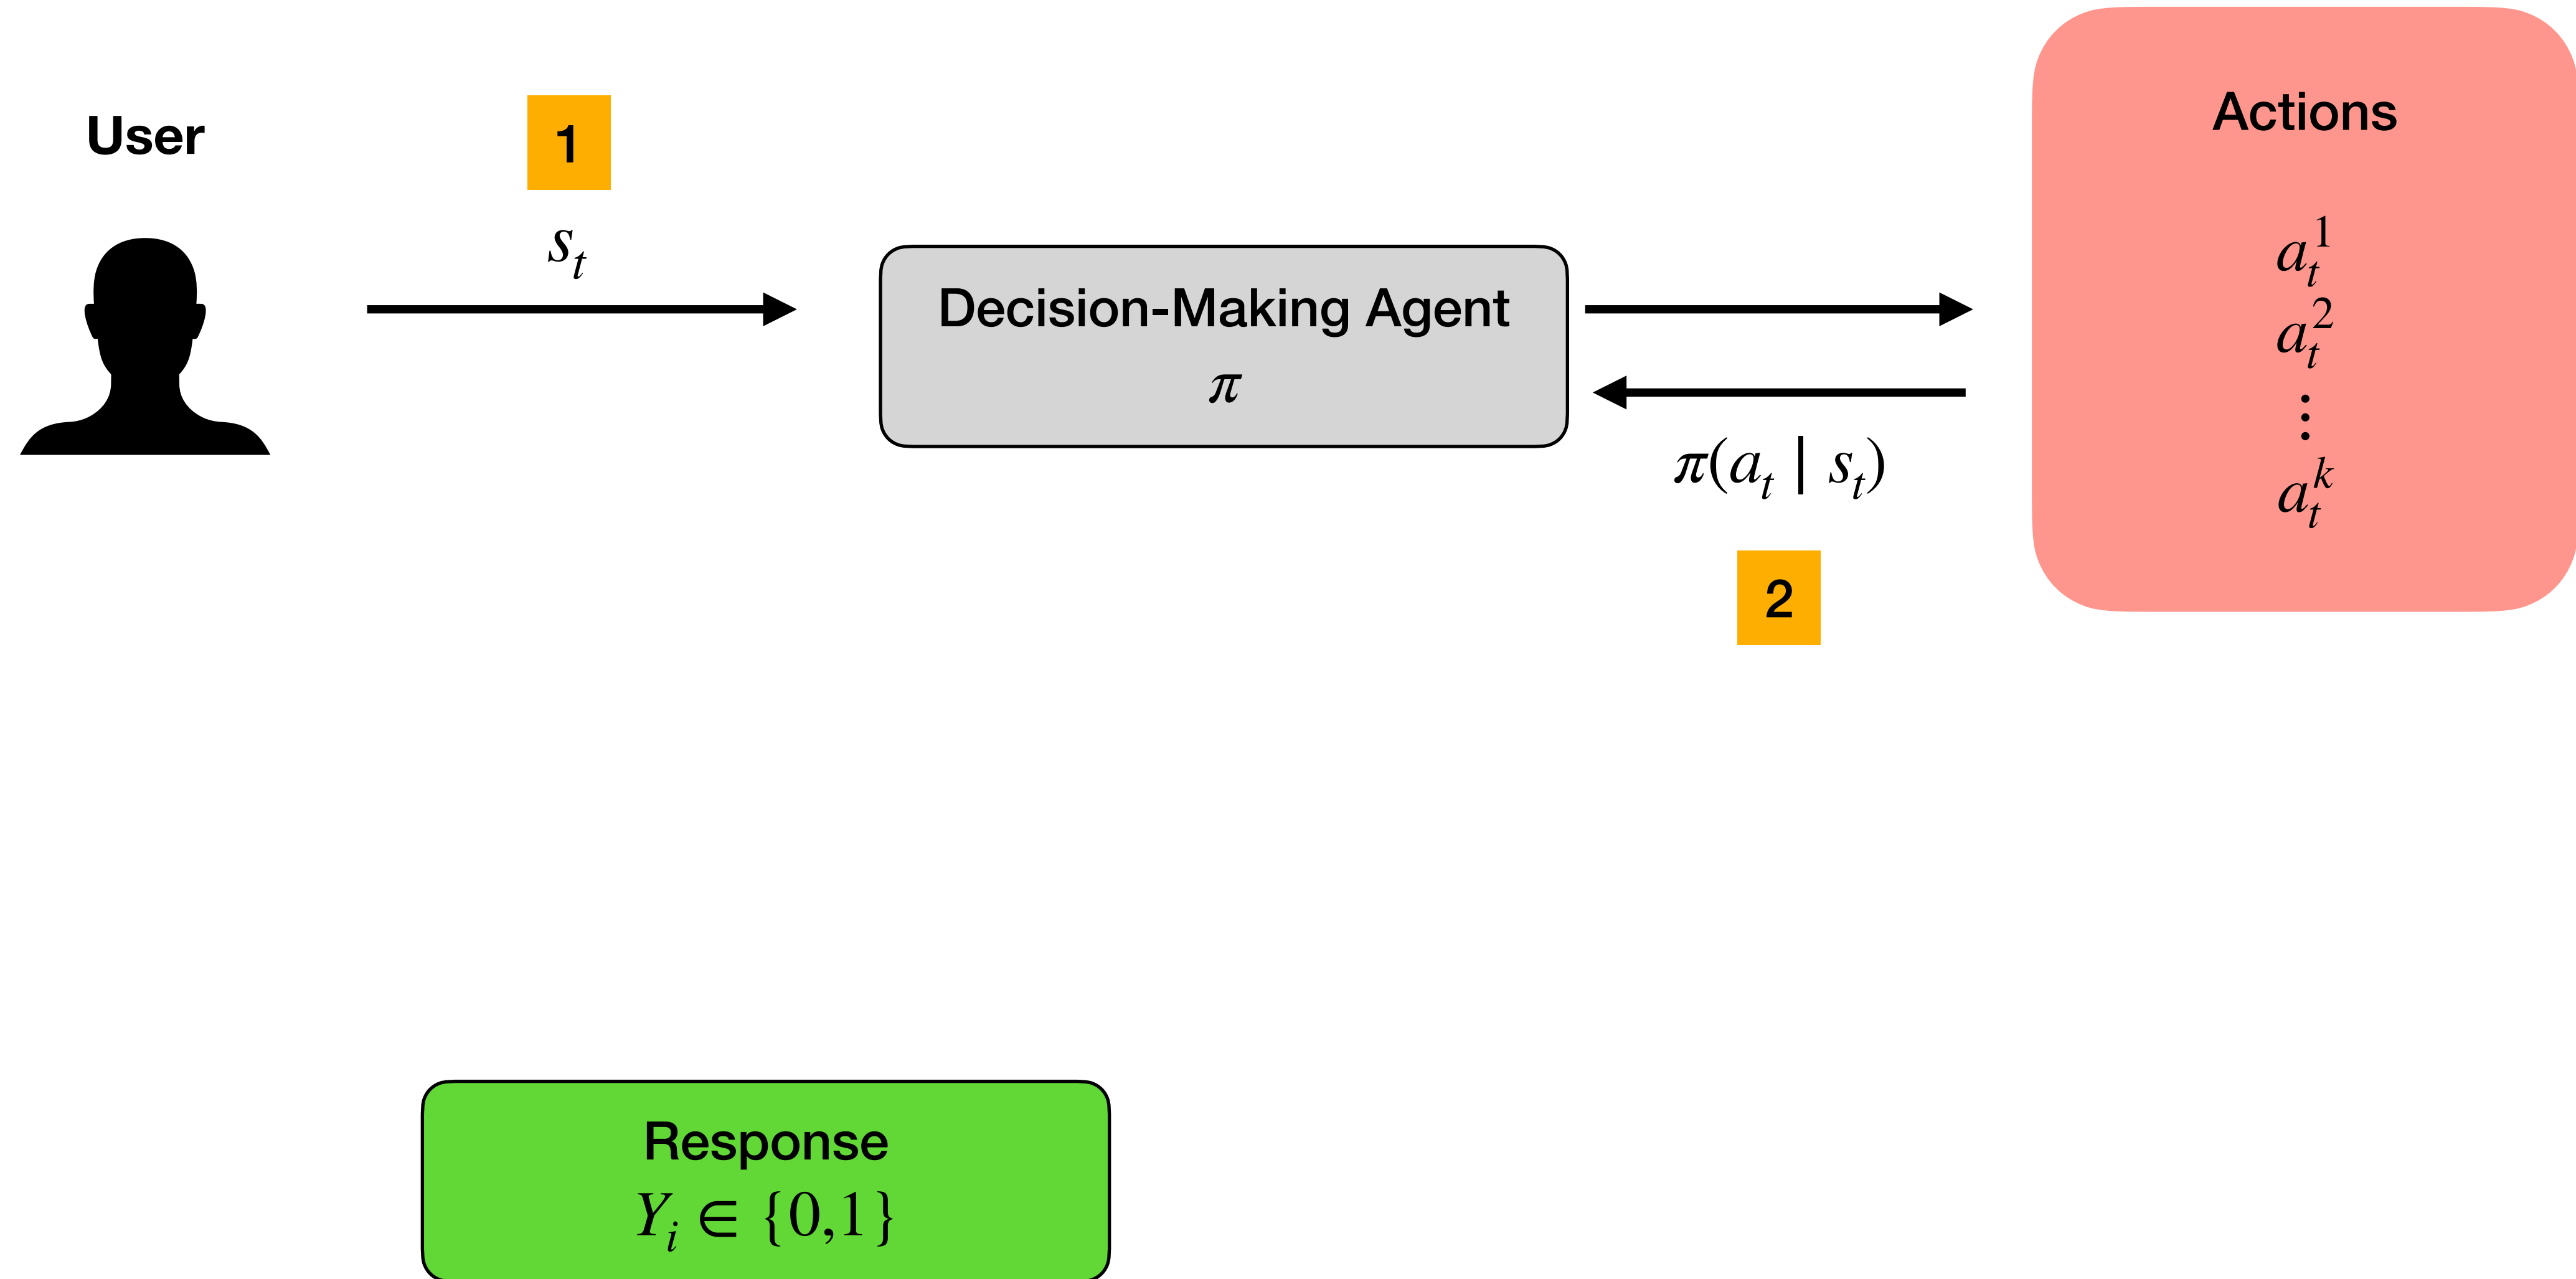 User
1
s_t
Decision-Making Agent
π
π(a_t | s_t)
2
Actions
a_t^1
a_t^2
⋮
a_t^k
Response
Y_i ∈ {0,1}